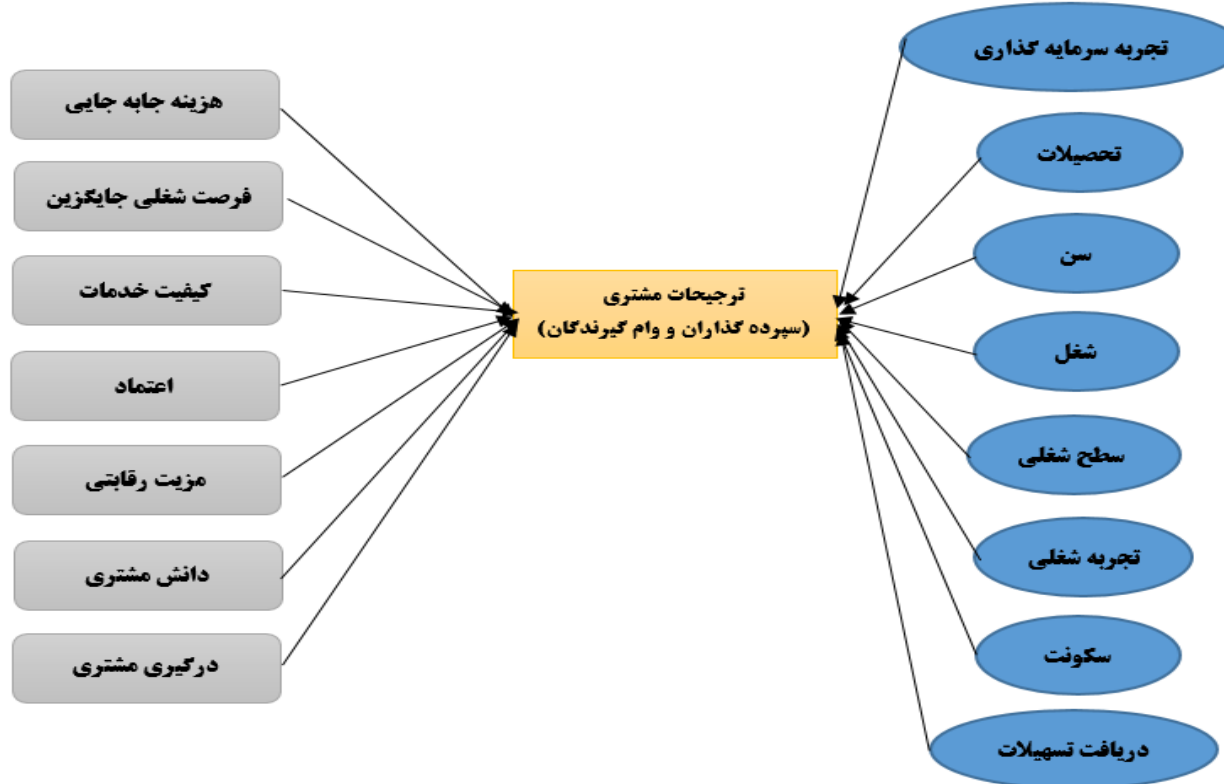 تجربه سرمایه گذاری
تحصیلات
سن
شغل
سطح شغلی
تجربه شغلی
سکونت
دریافت تسهیلات
ترجیحات مشتری
(سپرده گذاران و وام گیرندگان)
هزینه جابه جایی
فرصت شغلی جایگزین
کیفیت خدمات
اعتماد
مزیت رقابتی
دانش مشتری
درگیری مشتری